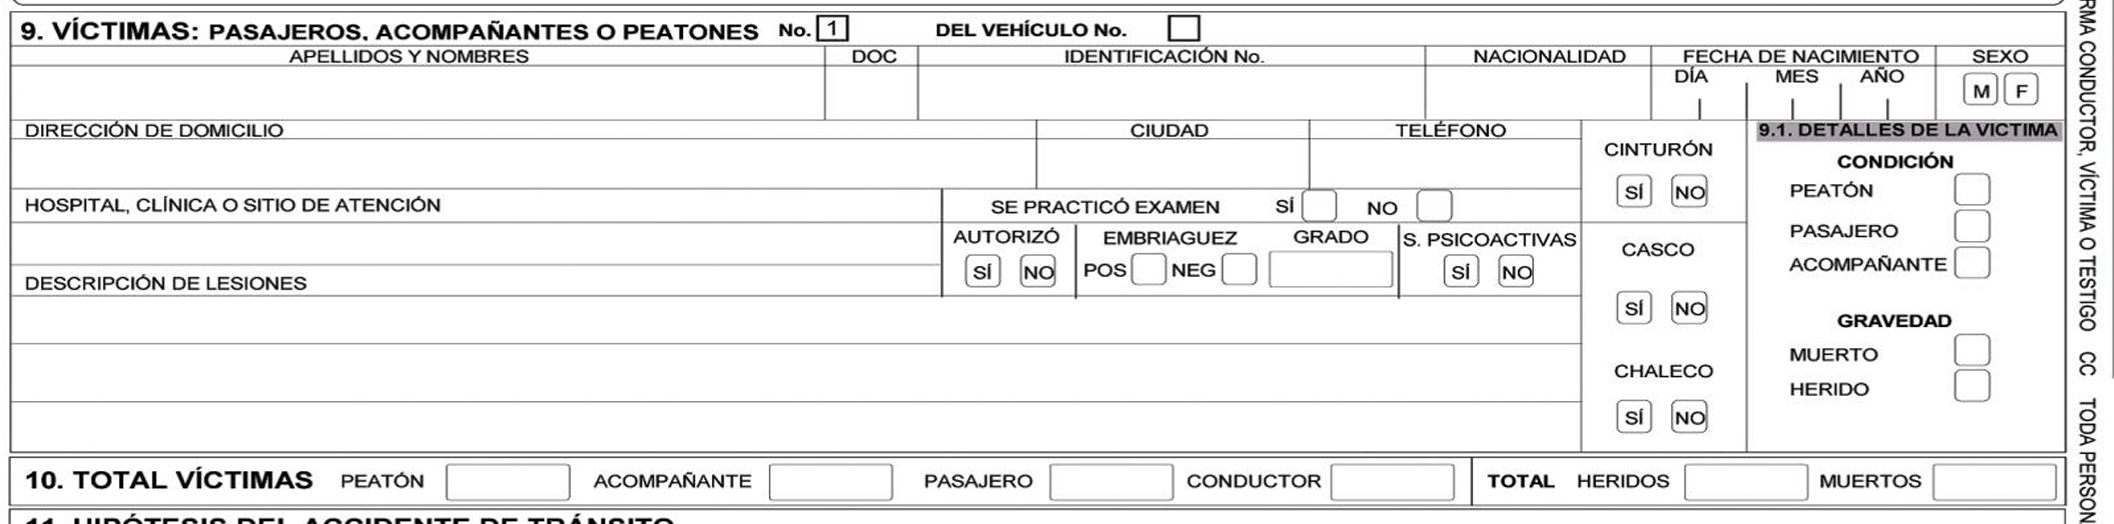 9. VÍCTIMAS: PASAJEROS, ACOMPAÑANTES O PEATONES No. 1 DEL VEHÍCULO No.
APELLIDOS Y NOMBRES DOC IDENTIFICACIÓN No. NACIONALIDAD FECHA DE NACIMIENTO SEXO
DÍA MES AÑO
M F
DIRECCIÓN DE DOMICILIO CIUDAD TELÉFONO
CINTURÓN
SÍ NO
9.1. DETALLES DE LA VICTIMA
CONDICIÓN
PEATÓN
PASAJERO
ACOMPAÑANTE
GRAVEDAD
MUERTO
HERIDO
HOSPITAL, CLÍNICA O SITIO DE ATENCIÓN
SE PRACTICÓ EXAMEN SÍ NO
AUTORIZÓ EMBRIAGUEZ GRADO S. PSICOACTIVAS
SÍ NO POS NEG SÍ NO
CASCO
SÍ NO
DESCRIPCIÓN DE LESIONES
CHALECO
SÍ NO
10. TOTAL VÍCTIMAS PEATÓN ACOMPAÑANTE PASAJERO CONDUCTOR TOTAL HERIDOS MUERTOS
11. HIPÓTESIS DEL ACCIDENTE DE TRÁNSITO
RMA CONDUCTOR, VÍCTIMA O TESTIGO CC TODA PERSON